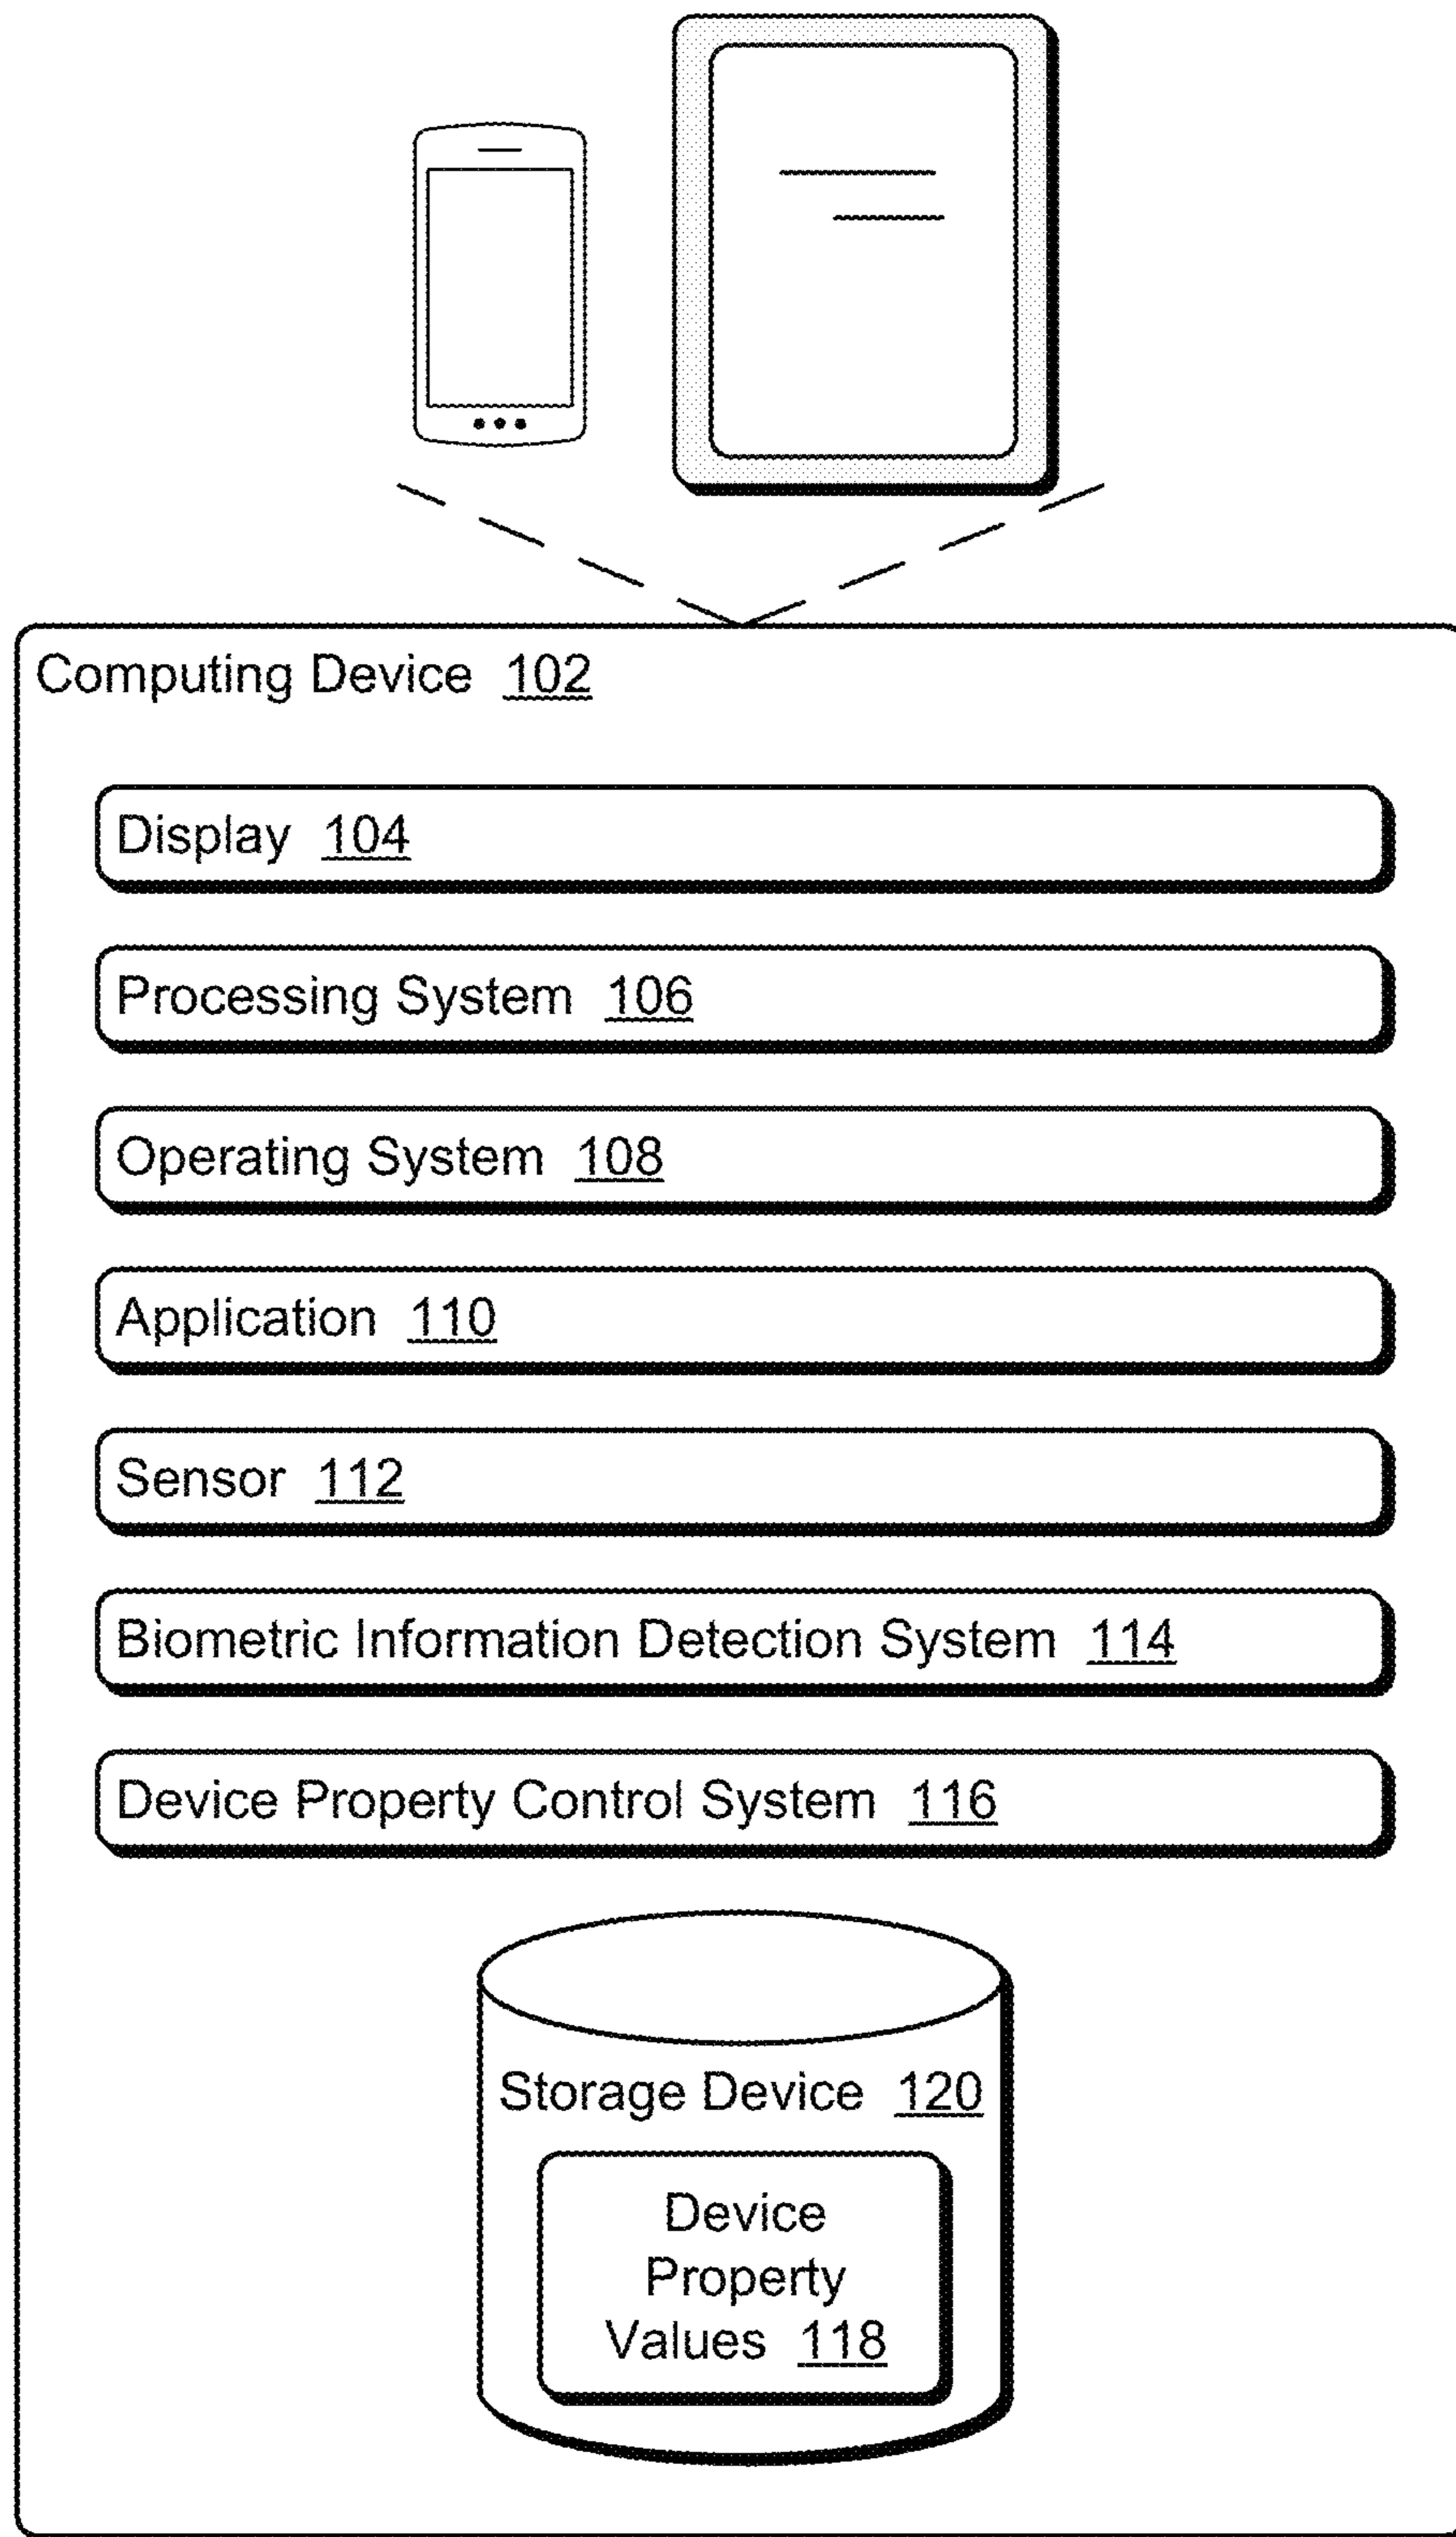 Computing Device 102
Display 104
Processing System 106
Operating System 108
Application 110
Sensor 112
Biometric Information Detection System 114
Device Property Control System 116
Storage Device 120
Device
Property
Values 118